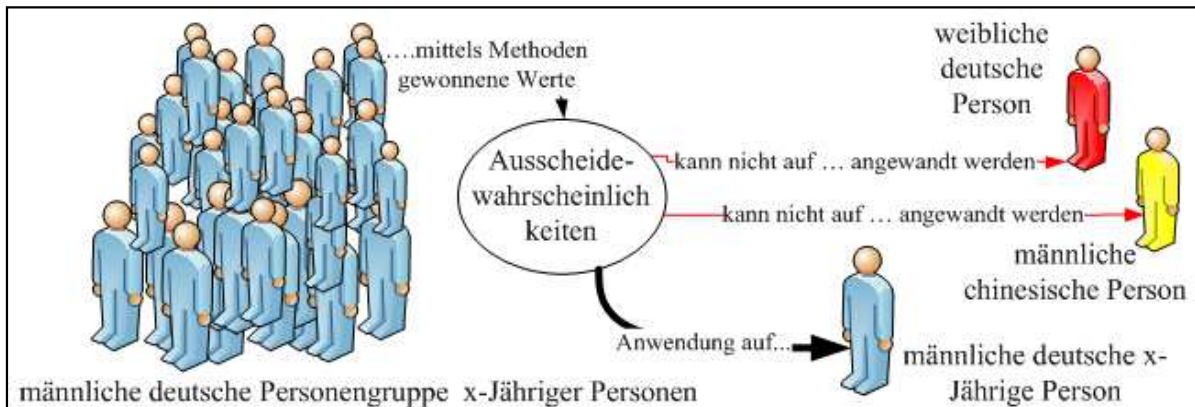 ….mittels Methoden
gewonnene Werte
Ausscheide-
wahrscheinlich
keiten
weibliche
deutsche
Person
kann nicht auf … angewandt werden
kann nicht auf … angewandt werden
männliche
chinesische Person
Anwendung auf...
männliche deutsche x-
Jährige Person
männliche deutsche Personengruppe x-Jähriger Personen